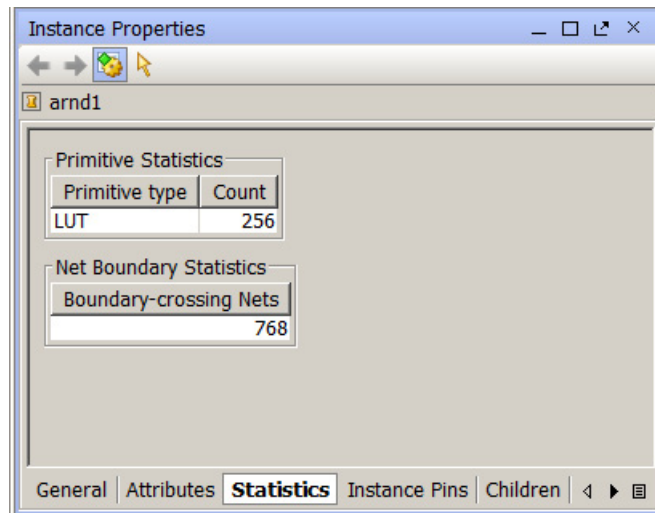 Instance Properties
arnd1
Primitive Statistics
Primitive type Count
LUT 256
Net Boundary Statistics
Boundary-crossing Nets
768
General Attributes Statistics Instance Pins Children